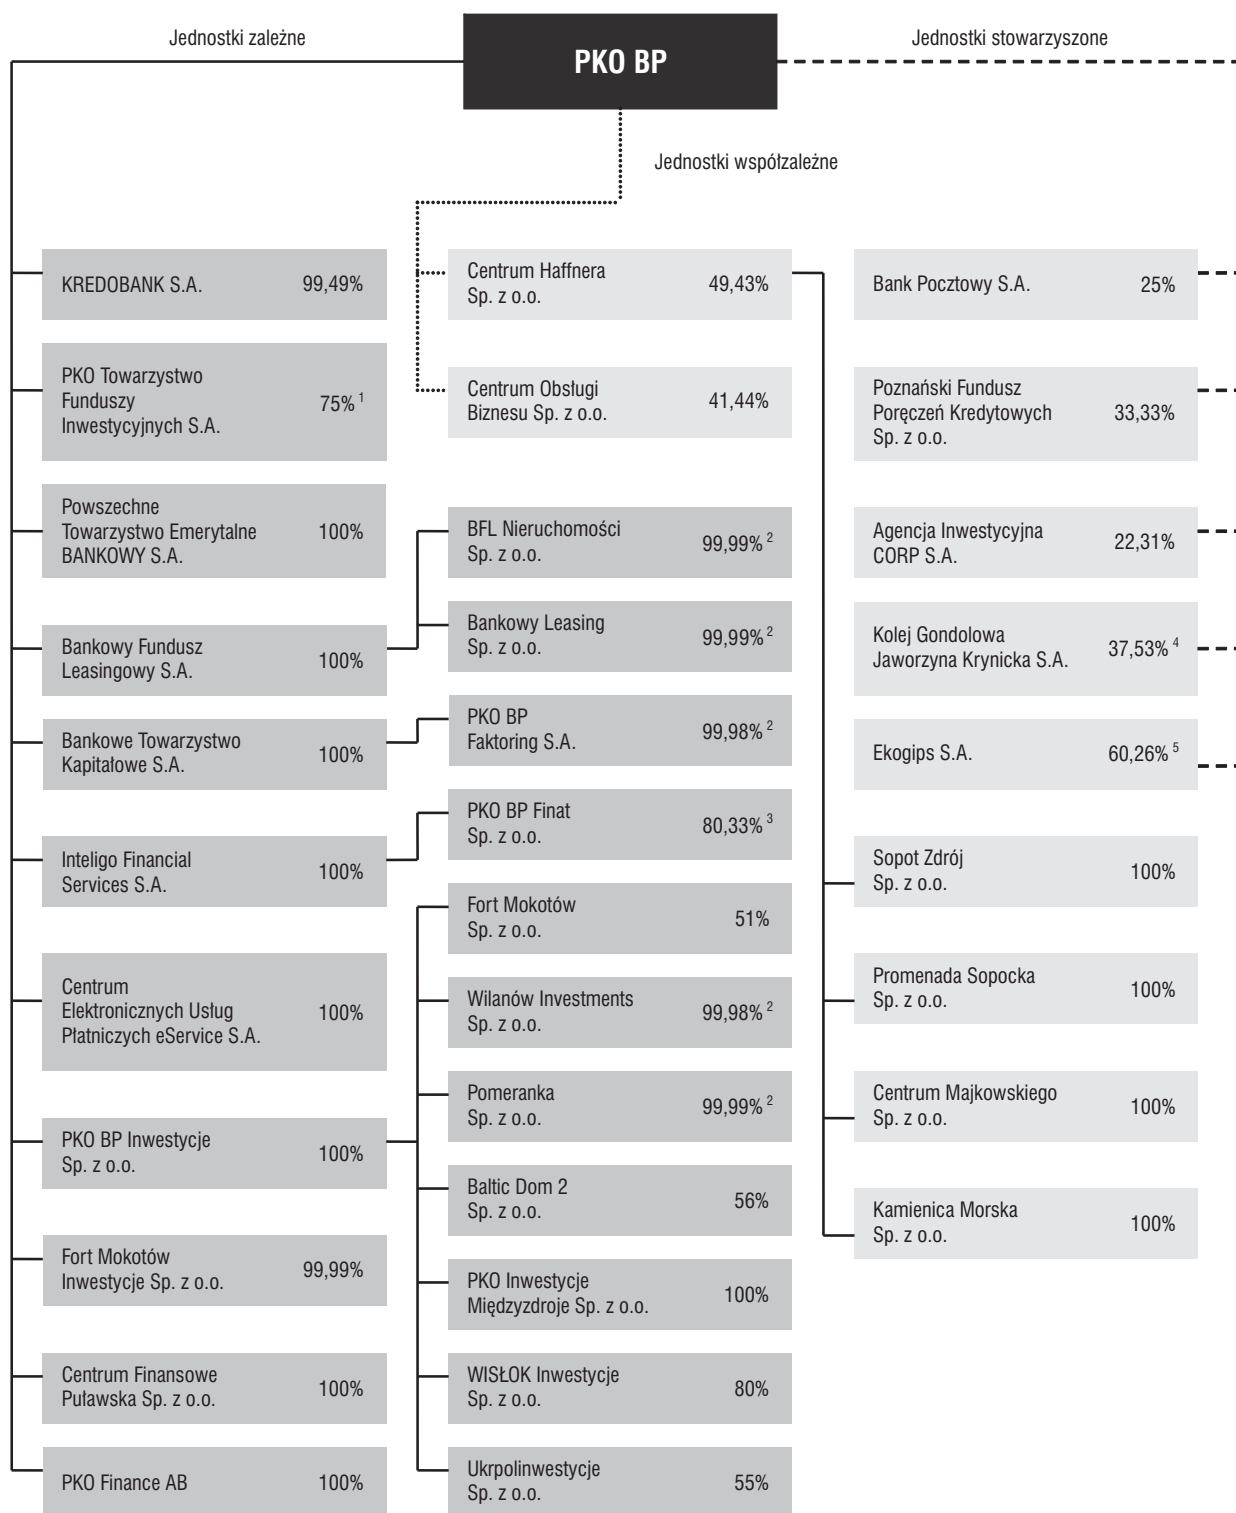 Jednostki zależne
PKO BP
Jednostki stowarzyszone
Jednostki współzależne
KREDOBANK S.A. 99,49%
PKO Towarzystwo
Funduszy
Inwestycyjnych S.A.
75% 1
Powszechne
Towarzystwo Emerytalne
BANKOWY S.A.
100%
Bankowy Fundusz
Leasingowy S.A.
100%
Bankowe Towarzystwo
Kapitałowe S.A.
100%
Inteligo Financial
Services S.A.
100%
Centrum
Elektronicznych Usług
Płatniczych eService S.A.
100%
PKO BP Inwestycje
Sp. z o.o.
100%
Fort Mokotów
Inwestycje Sp. z o.o.
99,99%
Centrum Finansowe
Puławska Sp. z o.o.
100%
PKO Finance AB 100%
Centrum Haffnera
Sp. z o.o.
49,43%
Centrum Obsługi
Biznesu Sp. z o.o.
41,44%
BFL Nieruchomości
Sp. z o.o.
99,99% 2
Bankowy Leasing
Sp. z o.o.
99,99% 2
PKO BP
Faktoring S.A.
99,98% 2
PKO BP Finat
Sp. z o.o.
80,33% 3
Fort Mokotów
Sp. z o.o.
51%
Wilanów Investments
Sp. z o.o.
99,98% 2
Pomeranka
Sp. z o.o.
99,99% 2
Baltic Dom 2
Sp. z o.o.
56%
PKO Inwestycje
Międzyzdroje Sp. z o.o.
100%
WISŁOK Inwestycje
Sp. z o.o.
80%
Ukrpolinwestycje
Sp. z o.o.
55%
Bank Pocztowy S.A. 25%
Poznański Fundusz
Poręczeń Kredytowych
Sp. z o.o.
33,33%
Agencja Inwestycyjna
CORP S.A.
22,31%
Kolej Gondolowa
Jaworzyna Krynicka S.A.
37,53% 4
Ekogips S.A. 60,26% 5
Sopot Zdrój
Sp. z o.o.
100%
Promenada Sopocka
Sp. z o.o.
100%
Centrum Majkowskiego
Sp. z o.o.
100%
Kamienica Morska
Sp. z o.o.
100%